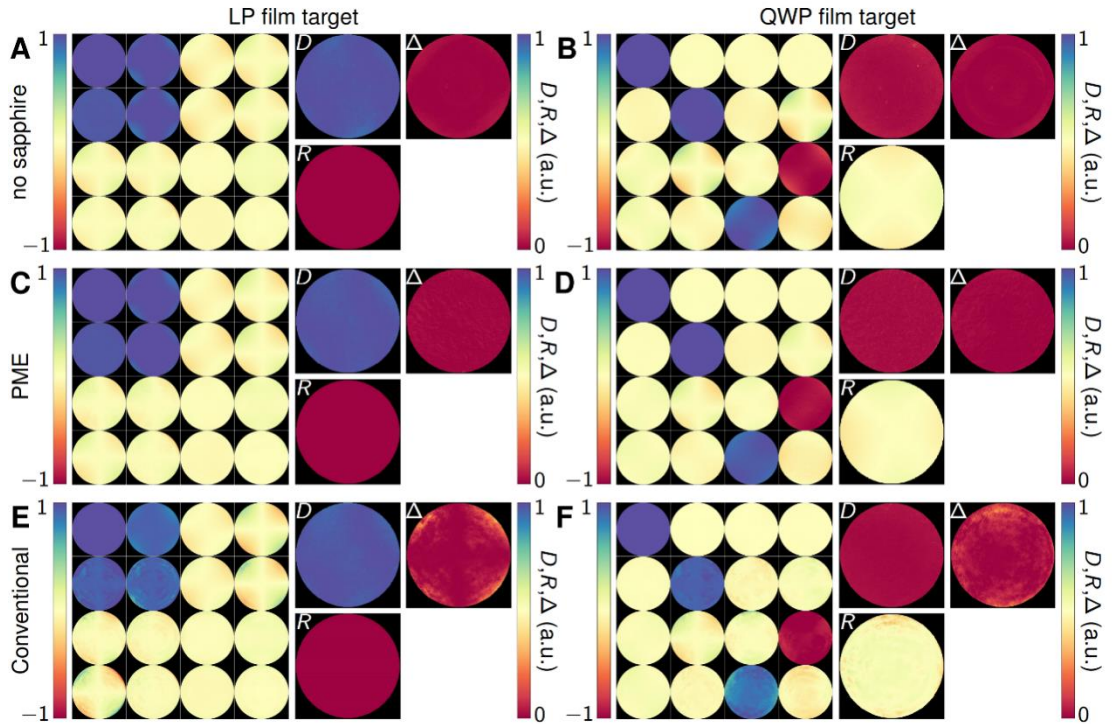 LP film target
QWP film target
A
no sapphire
1
−1
D
Δ
R
1
D,R,Δ (a.u.)
0
B
1
−1
D
Δ
R
1
D,R,Δ (a.u.)
0
C
PME
1
−1
D
Δ
R
1
D,R,Δ (a.u.)
0
D
1
−1
D
Δ
R
1
D,R,Δ (a.u.)
0
E
Conventional
1
−1
D
Δ
R
1
D,R,Δ (a.u.)
0
F
1
−1
D
Δ
R
1
D,R,Δ (a.u.)
0